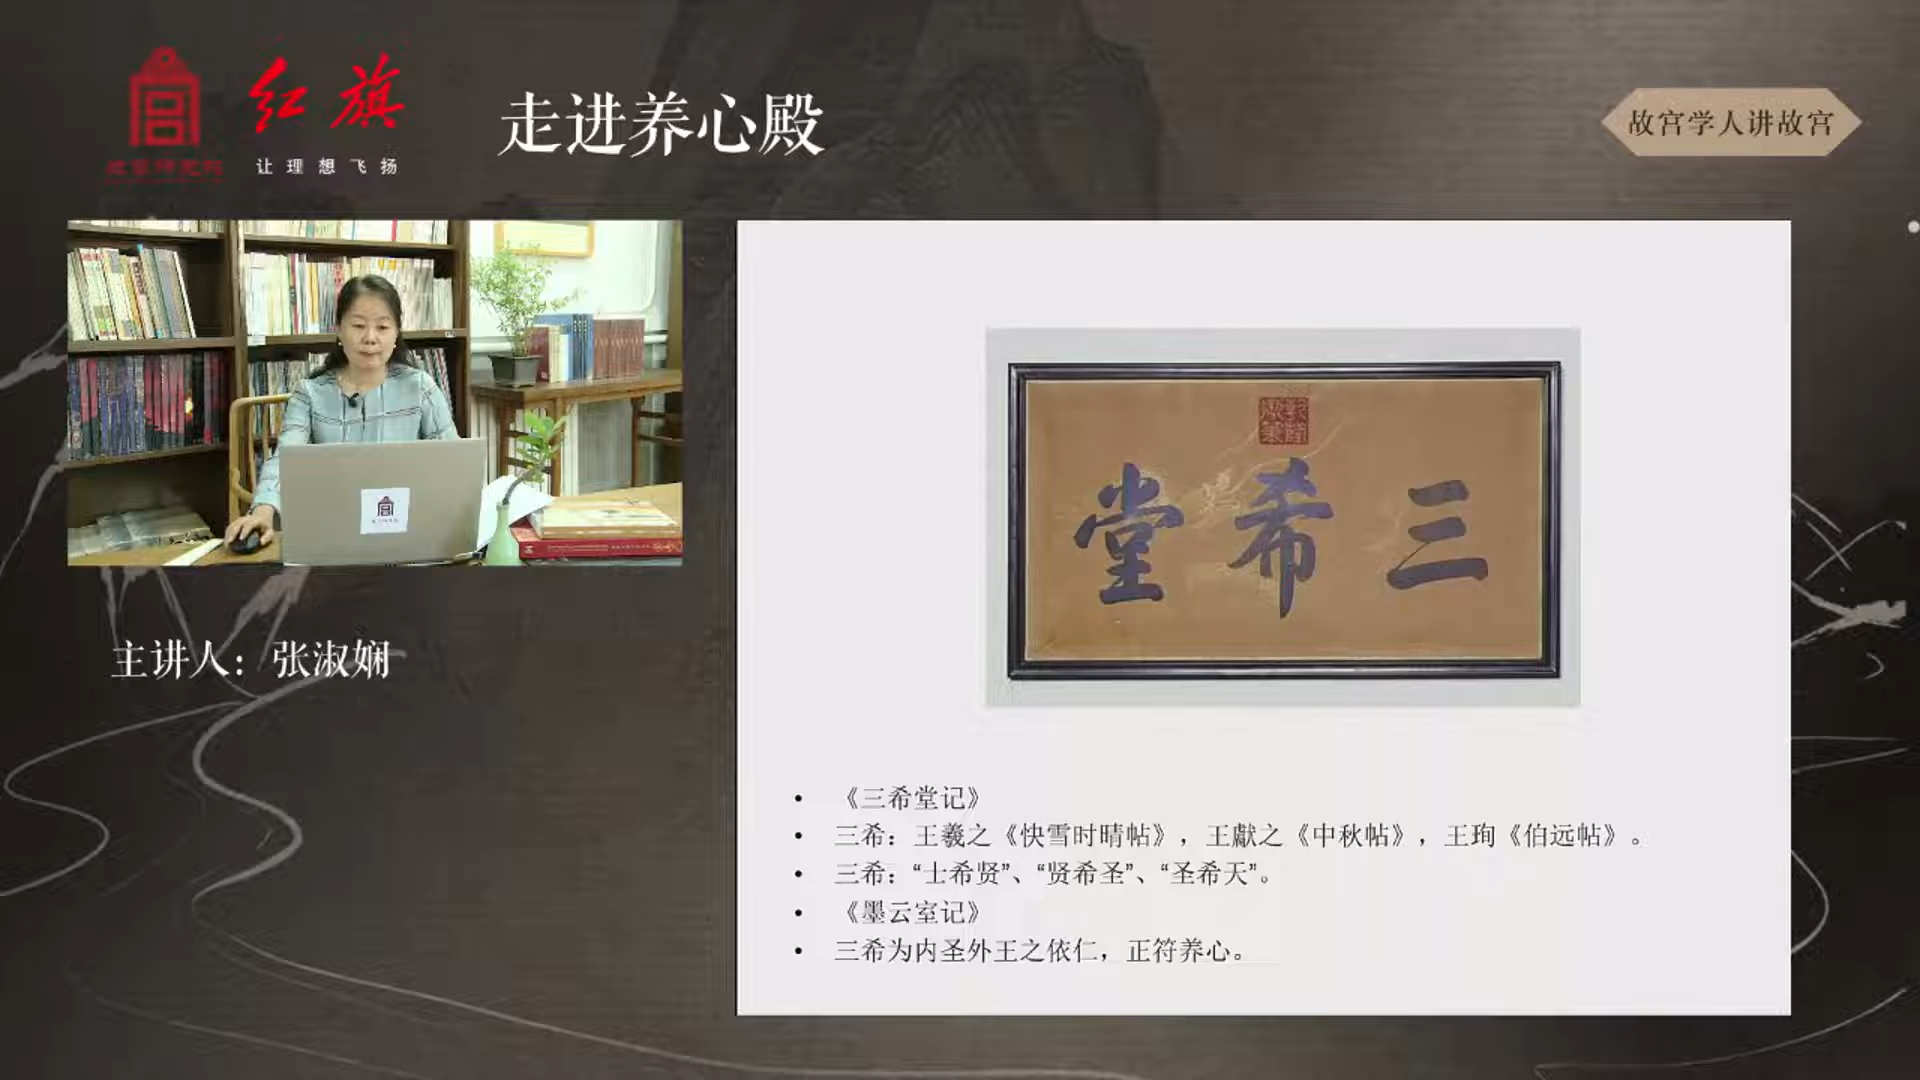 红旗
让理想飞扬
走进养心殿
故宫学人讲故宫
主讲人：张淑娴
三希堂
• 《三希堂记》
• 三希：王羲之《快雪时晴帖》，王獻之《中秋帖》，王珣《伯远帖》。
• 三希：“士希贤”、“贤希圣”、“圣希天”。
• 《墨云室记》
• 三希为内圣外王之依仁，正符养心。